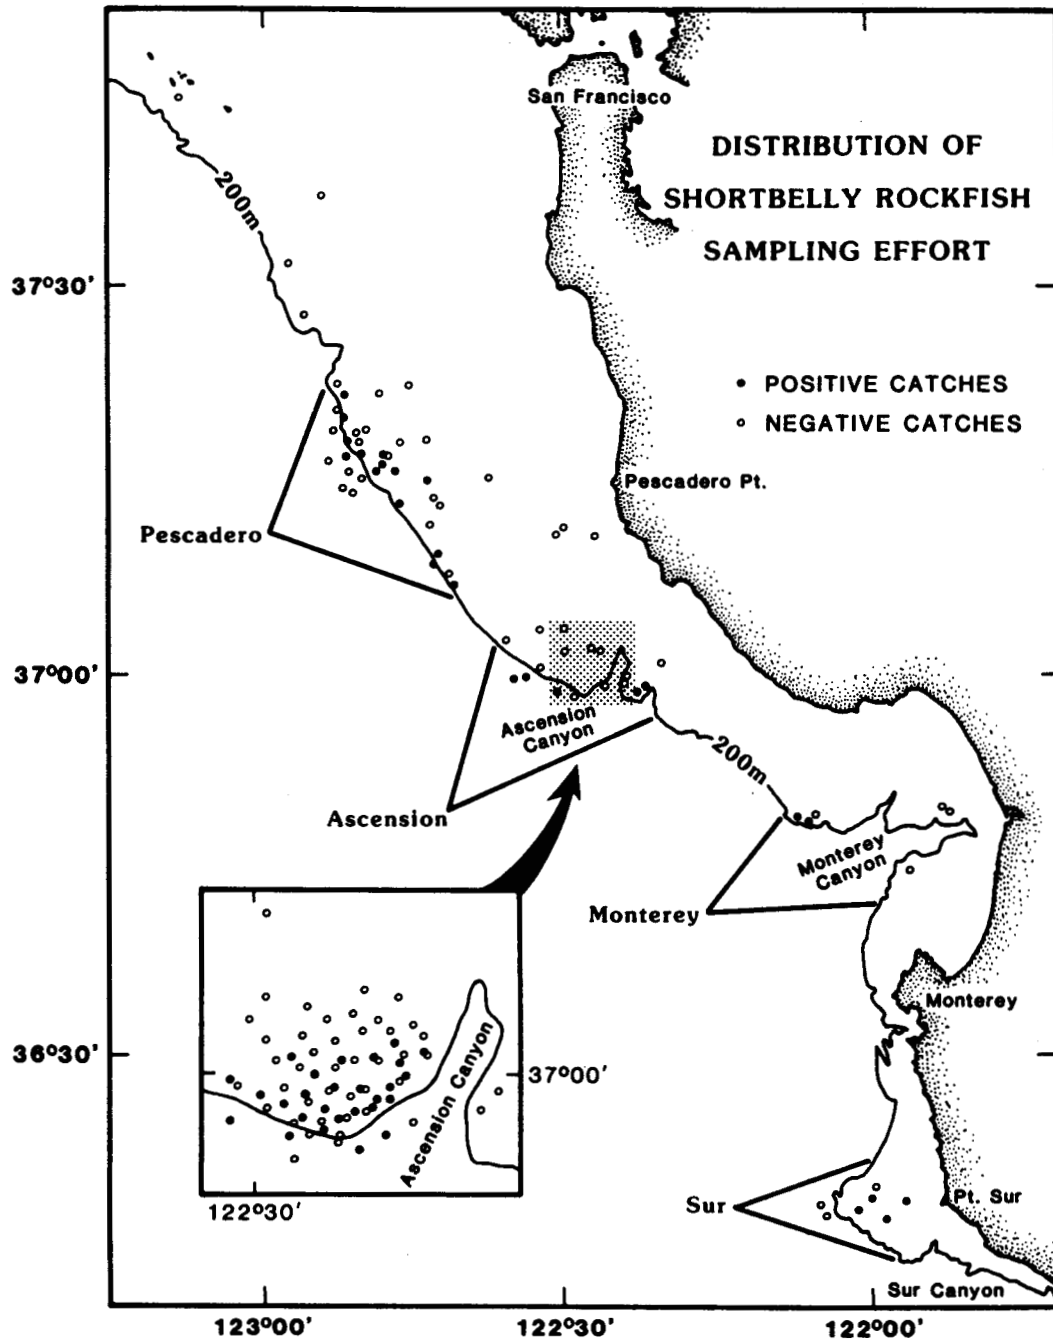 San Francisco
DISTRIBUTION OF
SHORTBELLY ROCKFISH
SAMPLING EFFORT
200m
37°30'
POSITIVE CATCHES
NEGATIVE CATCHES
Pescadero Pt.
Pescadero
37°00'
Ascension
Canyon
200m
Ascension
Monterey
Canyon
Monterey
Monterey
36°30'
Ascension Canyon
37°00'
122°30'
Sur
Pt. Sur
Sur Canyon
123°00'
122°30'
122°00'